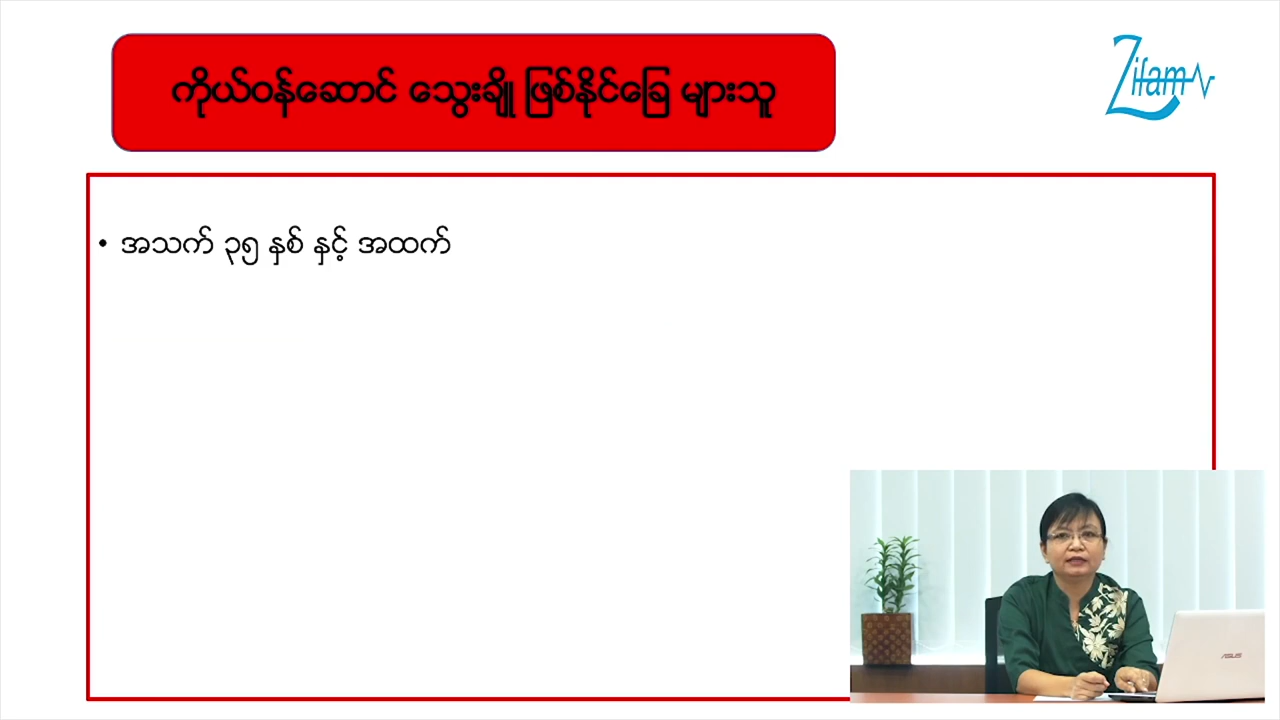 ကိုယ်ဝန်ဆောင် သွေးချို ဖြစ်နိုင်ခြေ များသူ
Zifam
• အသက် ၃၅ နှစ် နှင့် အထက်
ASUS